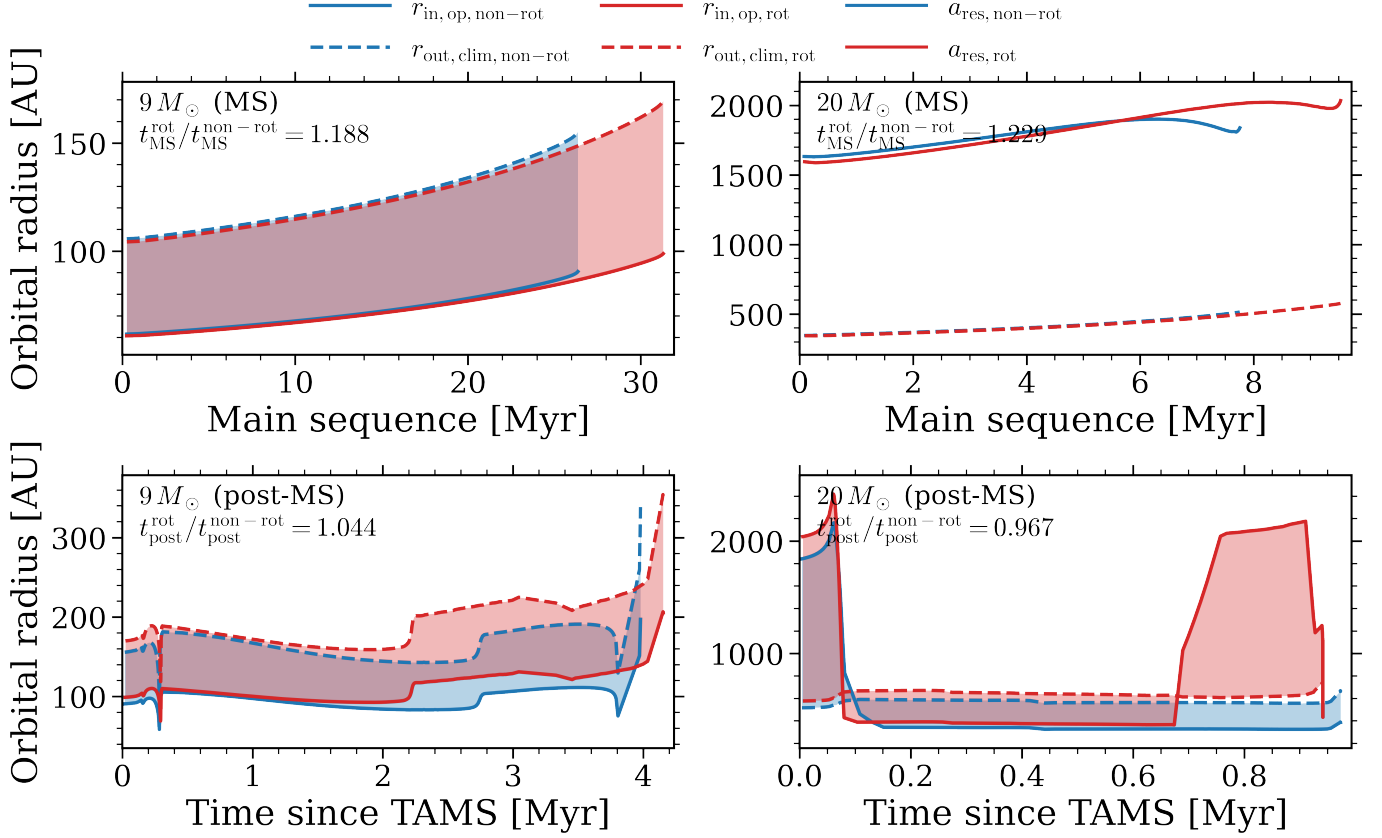 r_in,op,non−rot r_in,op,rot a_res,non−rot
r_out,clim,non−rot r_out,clim,rot a_res,rot
Orbital radius [AU]
9 M_⊙ (MS)
t_MS^rot/t_MS^non−rot = 1.188
150
100
0 10 20 30
Main sequence [Myr]
20 M_⊙ (MS)
t_MS^rot/t_MS^non−rot = 1.229
2000
1500
1000
500
0 2 4 6 8
Main sequence [Myr]
Orbital radius [AU]
9 M_⊙ (post-MS)
t_post^rot/t_post^non−rot = 1.044
300
200
100
0 1 2 3 4
Time since TAMS [Myr]
20 M_⊙ (post-MS)
t_post^rot/t_post^non−rot = 0.967
2000
1000
0.0 0.2 0.4 0.6 0.8
Time since TAMS [Myr]